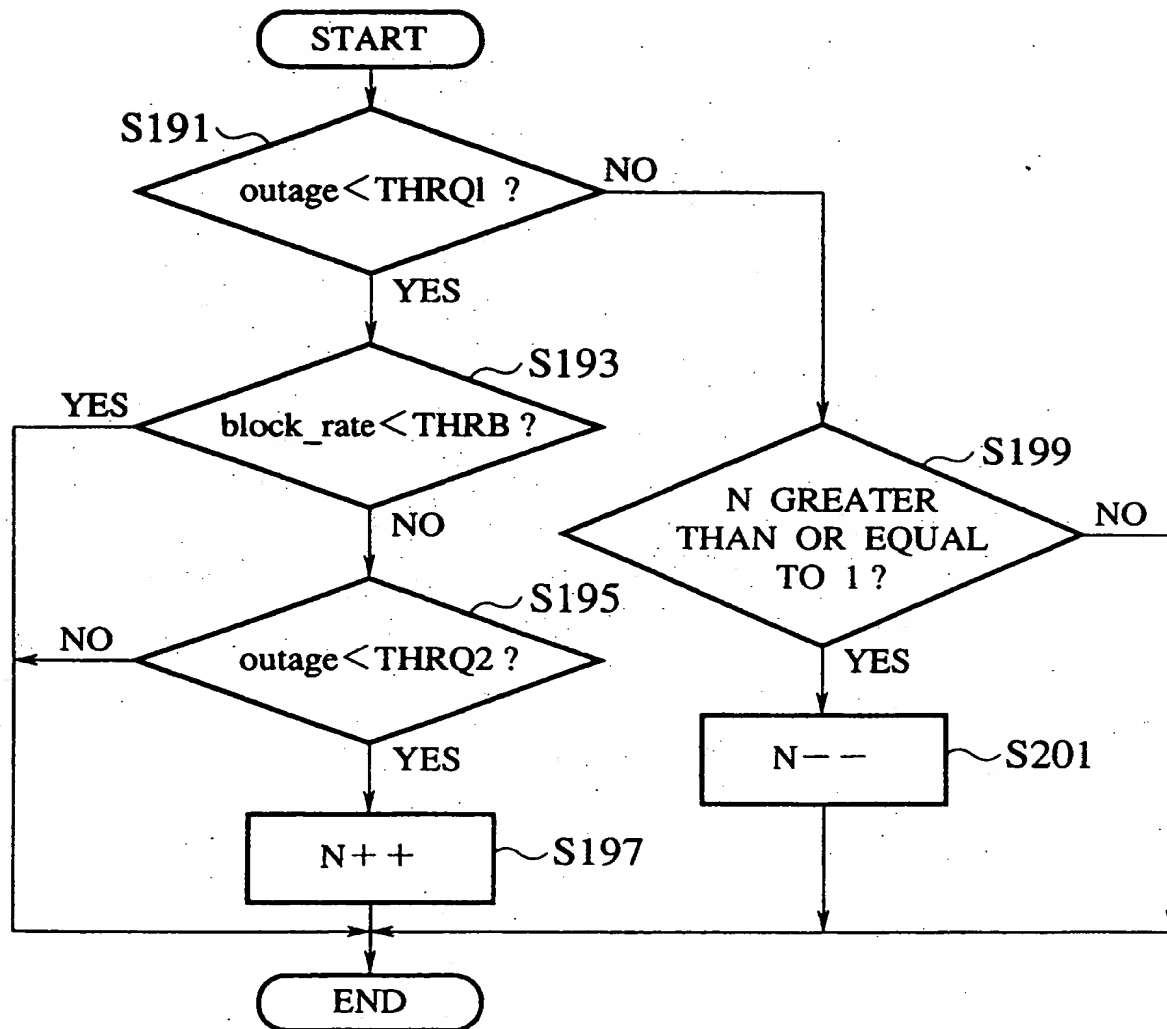 START
S191
outage<THRQ1 ?
NO
YES
S193
YES
block_rate<THRB ?
NO
S199
N GREATER
THAN OR EQUAL
TO 1 ?
NO
S195
NO
outage<THRQ2 ?
YES
YES
N--
S201
N++
S197
END